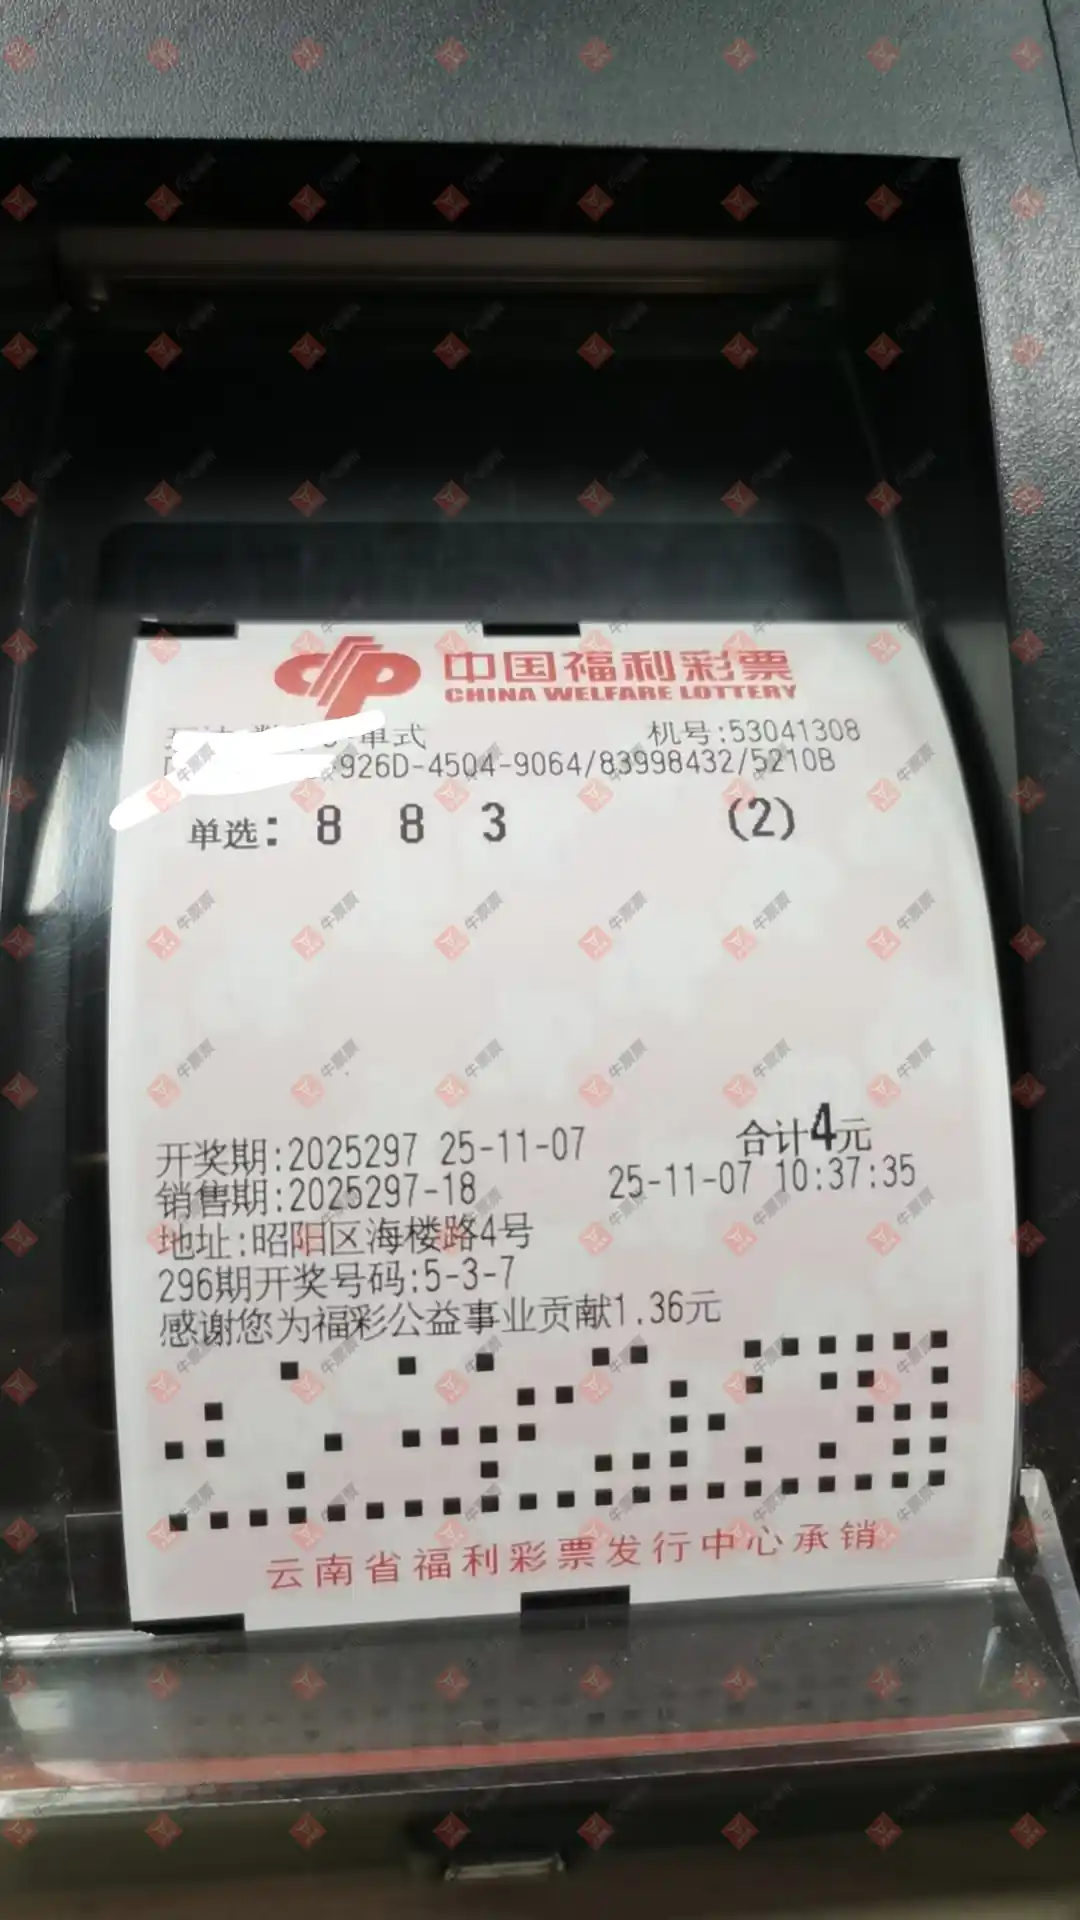 中国福利彩票
CHINA WELFARE LOTTERY
单式 机号:53041308
-926D-4504-9064/83998432/5210B
单选: 8 8 3 (2)
合计4元
开奖期:2025297 25-11-07
销售期:2025297-18 25-11-07 10:37:35
地址:昭阳区海楼路4号
296期开奖号码:5-3-7
感谢您为福彩公益事业贡献1.36元
云南省福利彩票发行中心承销
牛票票